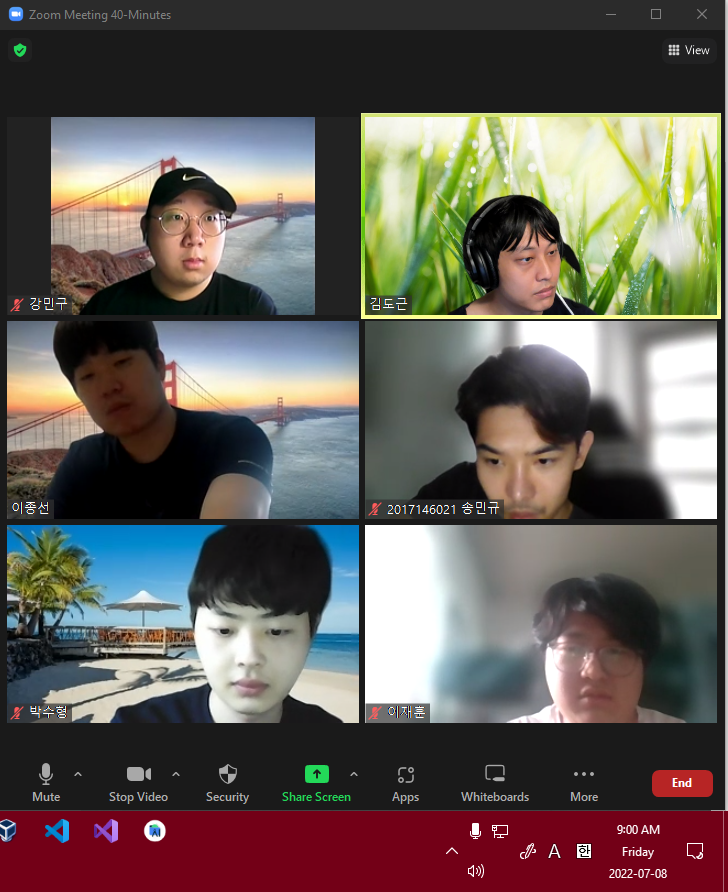 Zoom Meeting 40-Minutes
View
강민구
김도근
이종선
2017146021 송민규
박수형
이재훈
Mute
Stop Video
Security
Share Screen
Apps
Whiteboards
More
End
9:00 AM
A
한
Friday
2022-07-08